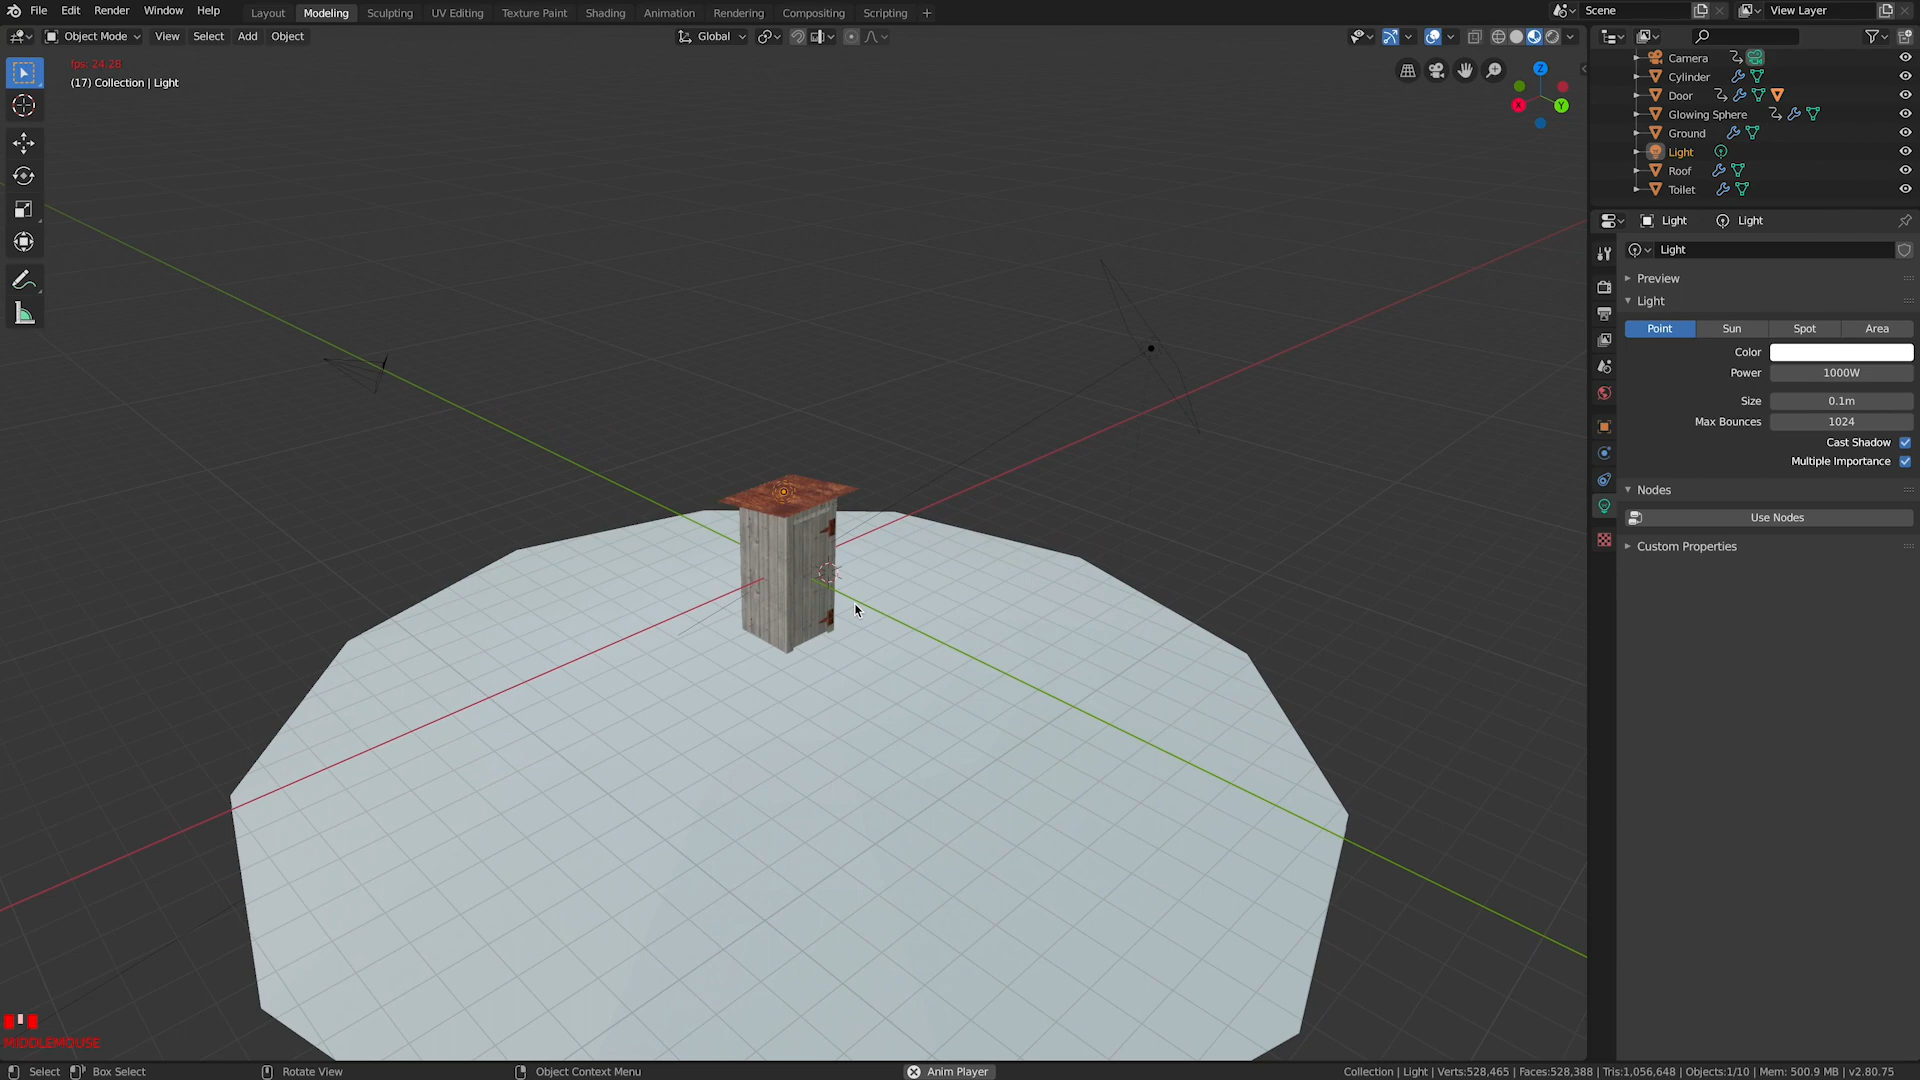 File Edit Render Window Help Layout Modeling Sculpting UV Editing Texture Paint Shading Animation Rendering Compositing Scripting + Scene View Layer
Object Mode View Select Add Object Global
fps: 24.28
(17) Collection | Light
Z
X
Y
Camera
Cylinder
Door
Glowing Sphere
Ground
Light
Roof
Toilet
Light Light
Light
Preview
Light
Point Sun Spot Area
Color
Power 1000W
Size 0.1m
Max Bounces 1024
Cast Shadow
Multiple Importance
Nodes
Use Nodes
Custom Properties
MIDDLEMOUSE
Select Box Select Rotate View Object Context Menu Anim Player Collection | Light | Verts:528,465 | Faces:528,388 | Tris:1,056,648 | Objects:1/10 | Mem: 500.9 MB | v2.80.75